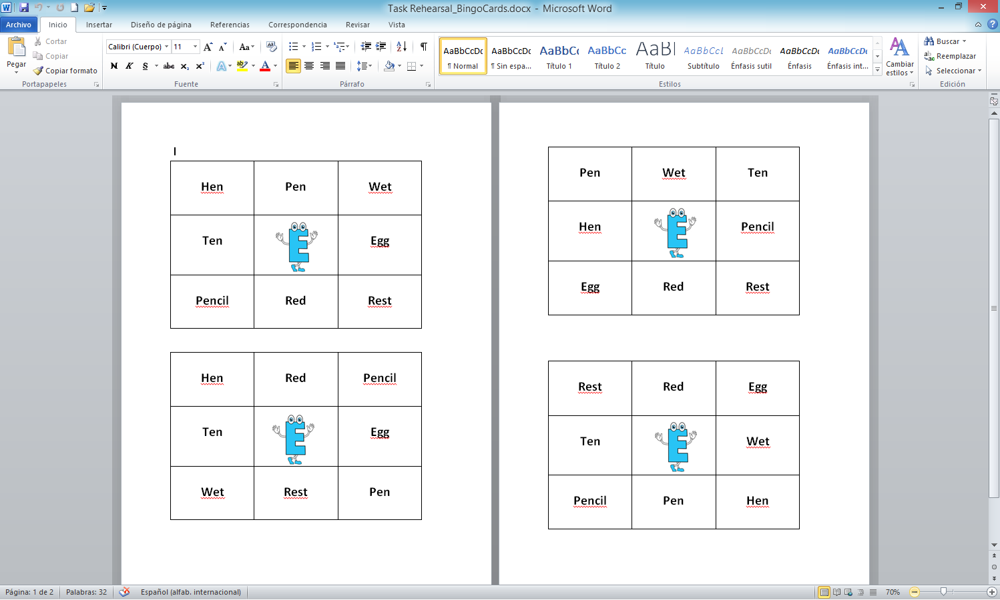 Task Rehearsal_BingoCards.docx - Microsoft Word
Archivo Inicio Insertar Diseño de página Referencias Correspondencia Revisar Vista
Pegar
Cortar
Copiar
Copiar formato
Portapapeles
Calibri (Cuerpo) 11
N K S abc x₂ x²
Fuente
Párrafo
AaBbCcDc AaBbCcDc AaBbCc AaBbCc AaBl AaBbCcL AaBbCcDc AaBbCcDc AaBbCcDc
¶ Normal ¶ Sin espa... Título 1 Título 2 Título Subtítulo Énfasis sutil Énfasis Énfasis int...
Estilos
Cambiar estilos
Buscar
Reemplazar
Seleccionar
Edición
Hen Pen Wet
Ten E Egg
Pencil Red Rest
Hen Red Pencil
Ten E Egg
Wet Rest Pen
Pen Wet Ten
Hen E Pencil
Egg Red Rest
Rest Red Egg
Ten E Wet
Pencil Pen Hen
Página: 1 de 2 Palabras: 32 Español (alfab. internacional) 70%